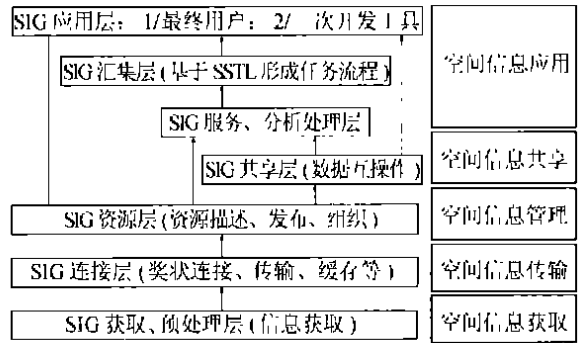 SIG 应用层: 1/最终用户: 2/ 次开发工具
SIG 汇集层(基于 SSTL 形成任务流程)
空间信息应用
SIG 服务、分析处理层
SIG 共享层(数据互操作)
空间信息共享
SIG 资源层(资源描述、发布、组织)
空间信息管理
SIG 连接层(奖状连接、传输、缓存等)
空间信息传输
SIG 获取、预处理层(信息获取)
空间信息获取